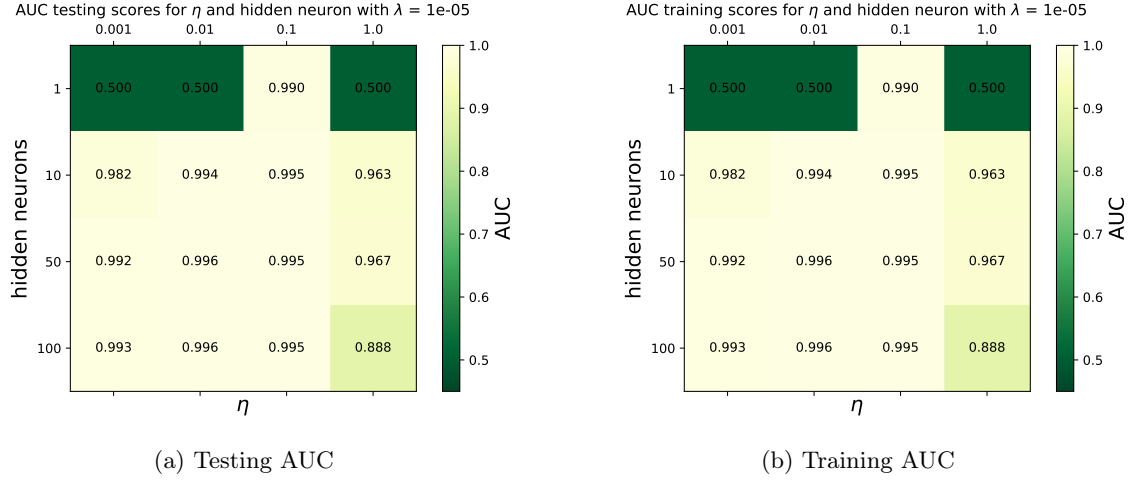 AUC testing scores for η and hidden neuron with λ = 1e-05
0.001 0.01 0.1 1.0
hidden neurons
1 0.500 0.500 0.990 0.500
10 0.982 0.994 0.995 0.963
50 0.992 0.996 0.995 0.967
100 0.993 0.996 0.995 0.888
η
1.0
0.9
0.8
0.7
0.6
0.5
AUC
(a) Testing AUC
AUC training scores for η and hidden neuron with λ = 1e-05
0.001 0.01 0.1 1.0
hidden neurons
1 0.500 0.500 0.990 0.500
10 0.982 0.994 0.995 0.963
50 0.992 0.996 0.995 0.967
100 0.993 0.996 0.995 0.888
η
1.0
0.9
0.8
0.7
0.6
0.5
AUC
(b) Training AUC